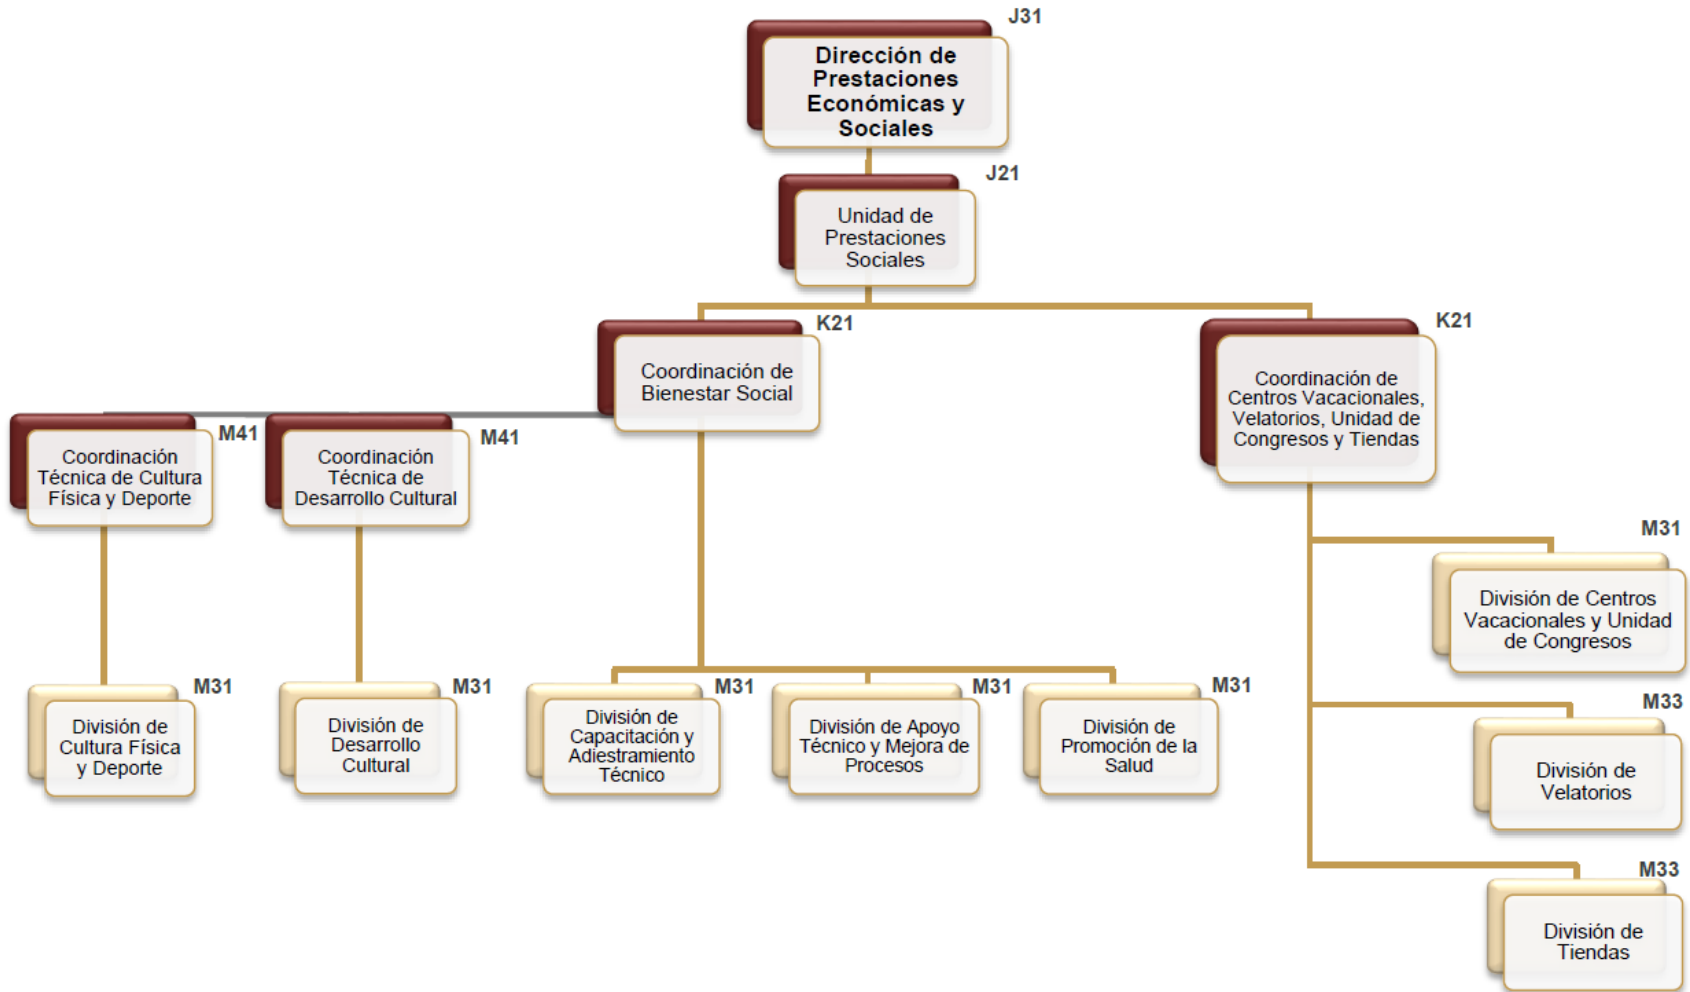 J31
Dirección de
Prestaciones
Económicas y
Sociales
J21
Unidad de
Prestaciones
Sociales
K21
Coordinación de
Bienestar Social
K21
Coordinación de
Centros Vacacionales,
Velatorios, Unidad de
Congresos y Tiendas
M41
Coordinación
Técnica de Cultura
Física y Deporte
M41
Coordinación
Técnica de
Desarrollo Cultural
M31
División de Centros
Vacacionales y Unidad
de Congresos
M31
División de
Cultura Física
y Deporte
M31
División de
Desarrollo
Cultural
M31
División de
Capacitación y
Adiestramiento
Técnico
M31
División de Apoyo
Técnico y Mejora de
Procesos
M31
División de
Promoción de la
Salud
M33
División de
Velatorios
M33
División de
Tiendas